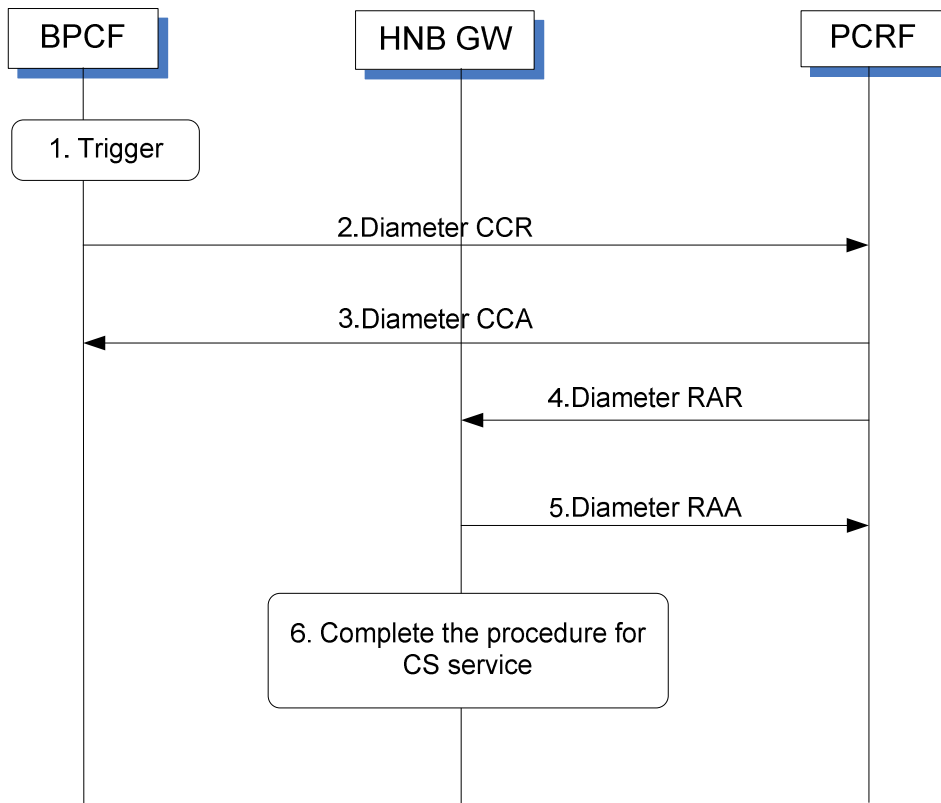 BPCF
HNB GW
PCRF
1. Trigger
2.Diameter CCR
3.Diameter CCA
4.Diameter RAR
5.Diameter RAA
6. Complete the procedure for
CS service